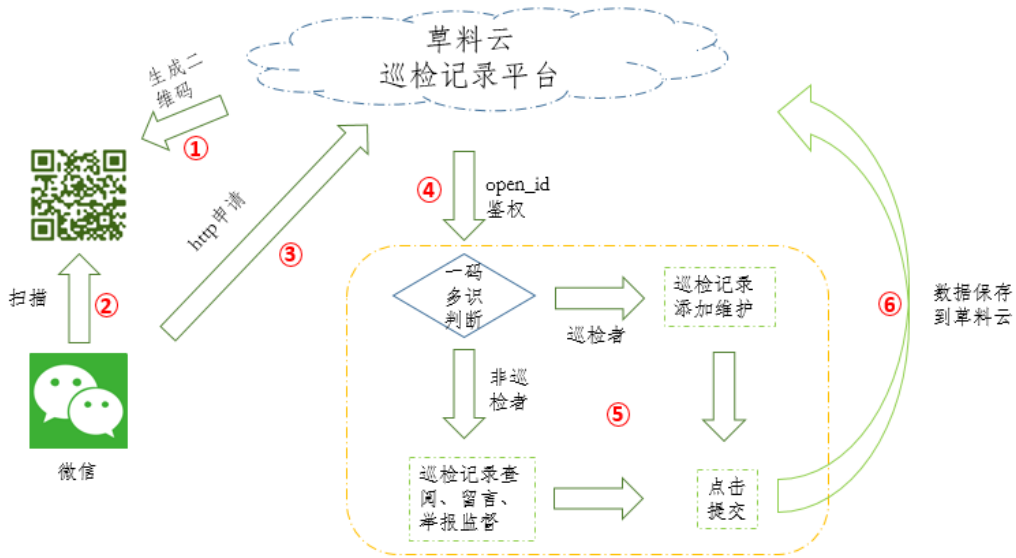 草料云
巡检记录平台
生成二
维码
①
http申请
③
④
open_id
鉴权
扫描
②
微信
一码
多识
判断
巡检者
巡检记录
添加维护
非巡
检者
⑤
巡检记录查
阅、留言、
举报监督
点击
提交
⑥
数据保存
到草料云